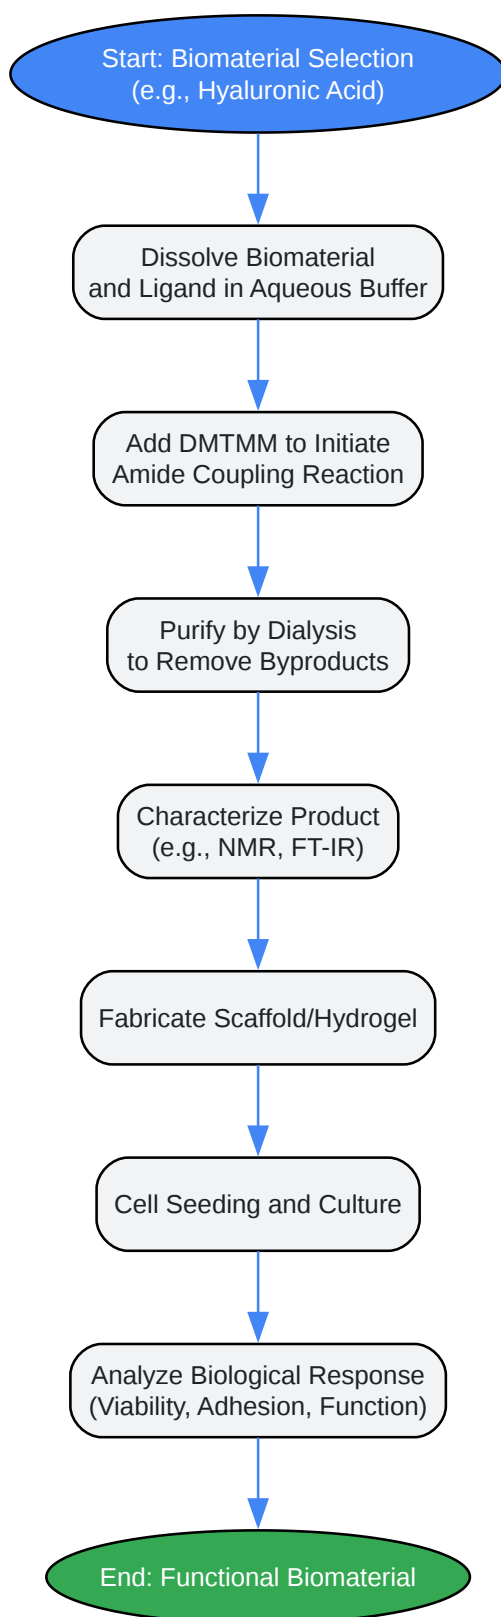 Start: Biomaterial Selection
(e.g., Hyaluronic Acid)
Dissolve Biomaterial
and Ligand in Aqueous Buffer
Add DMTMM to Initiate
Amide Coupling Reaction
Purify by Dialysis
to Remove Byproducts
Characterize Product
(e.g., NMR, FT-IR)
Fabricate Scaffold/Hydrogel
Cell Seeding and Culture
Analyze Biological Response
(Viability, Adhesion, Function)
End: Functional Biomaterial